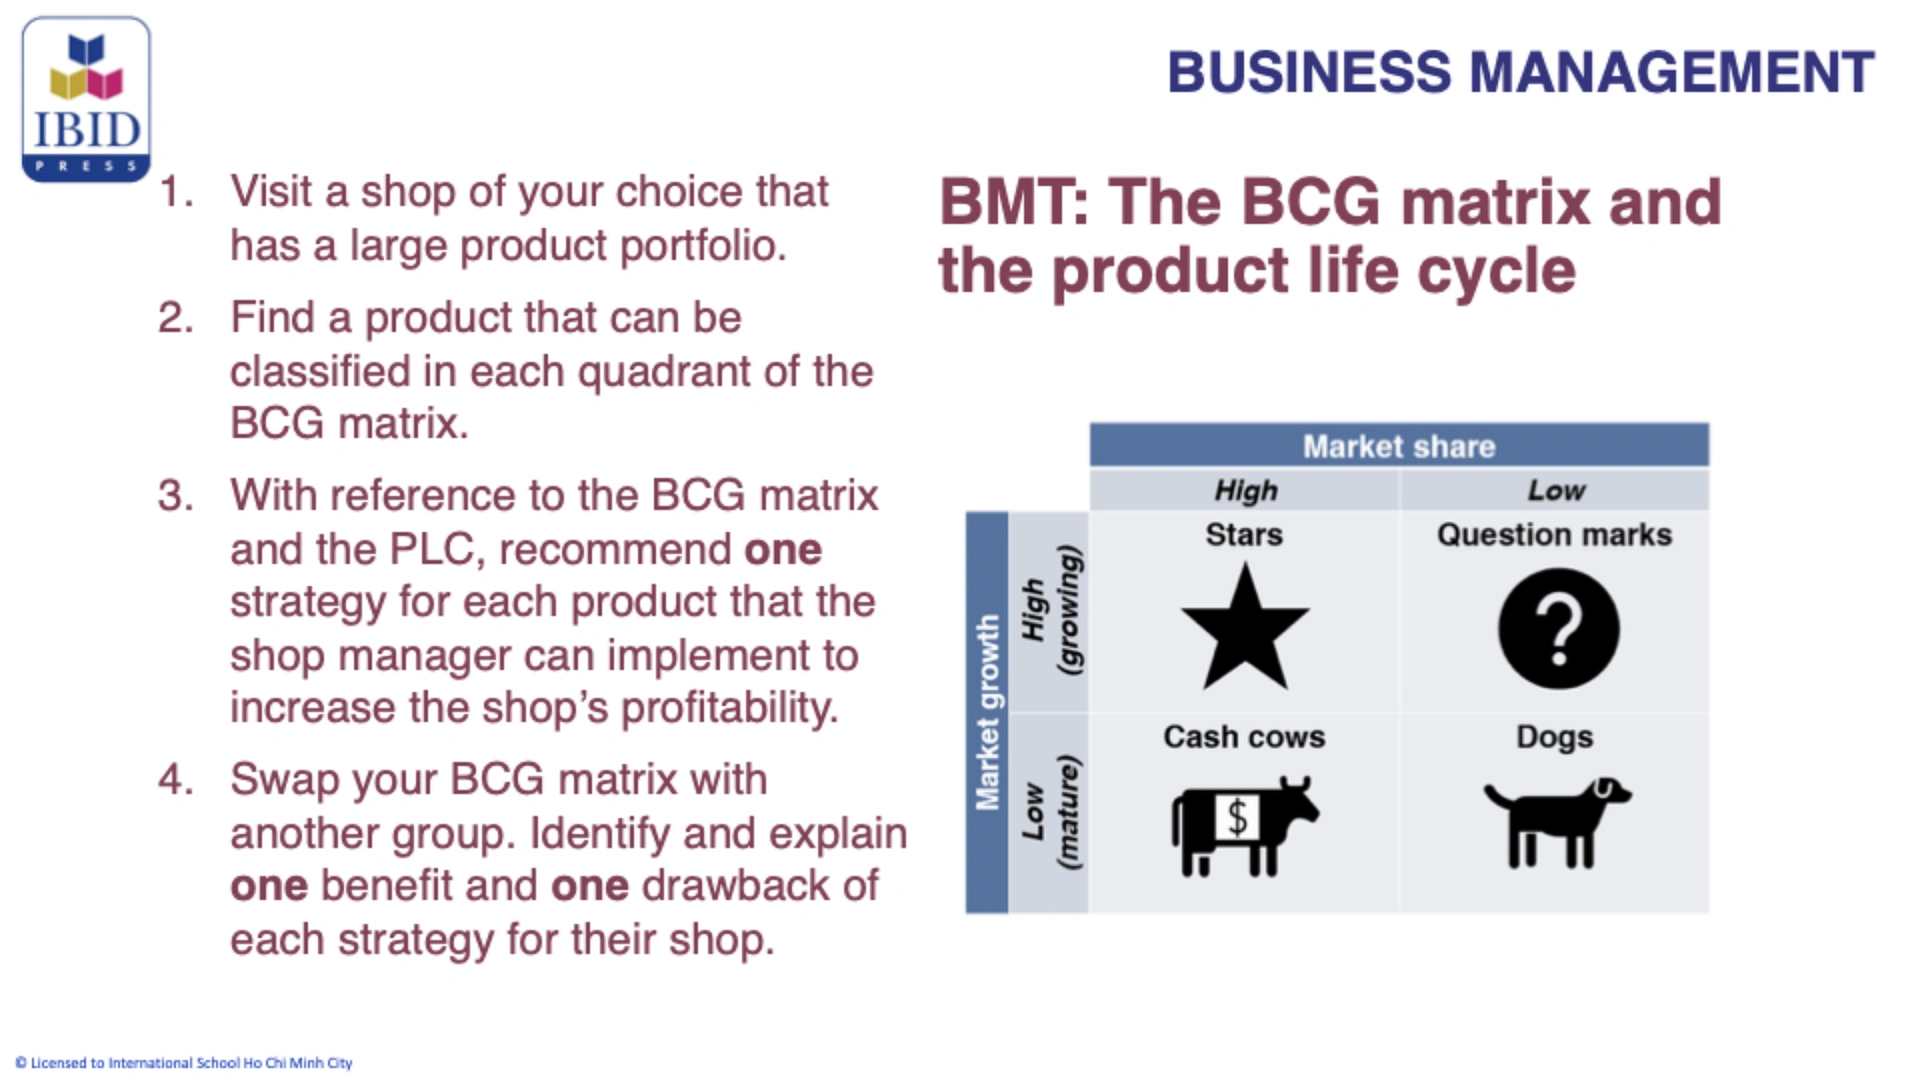 IBID
PRESS
BUSINESS MANAGEMENT
1. Visit a shop of your choice that
has a large product portfolio.
2. Find a product that can be
classified in each quadrant of the
BCG matrix.
3. With reference to the BCG matrix
and the PLC, recommend one
strategy for each product that the
shop manager can implement to
increase the shop's profitability.
4. Swap your BCG matrix with
another group. Identify and explain
one benefit and one drawback of
each strategy for their shop.
BMT: The BCG matrix and
the product life cycle
Market share
High Low
Market growth
High
(growing)
Stars Question marks
?
Low
(mature)
Cash cows Dogs
$
© Licensed to International School Ho Chi Minh City